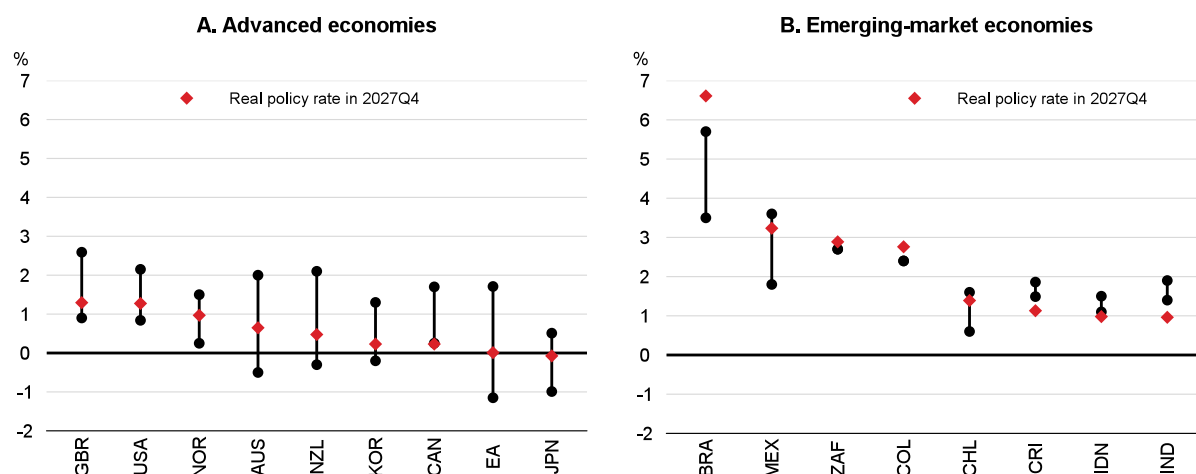 A. Advanced economies
%
7
6
5
4
3
2
1
0
-1
-2
Real policy rate in 2027Q4
GBR
USA
NOR
AUS
NZL
KOR
CAN
EA
JPN
B. Emerging-market economies
%
7
6
5
4
3
2
1
0
-1
-2
Real policy rate in 2027Q4
BRA
MEX
ZAF
COL
CHL
CRI
IDN
IND